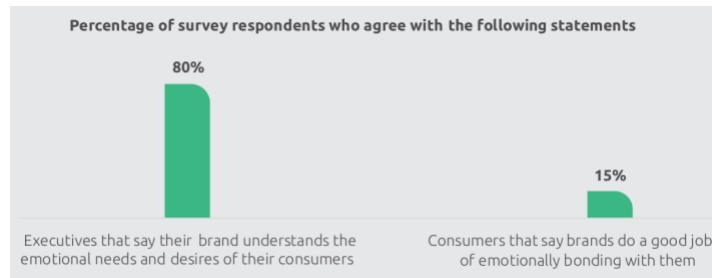 Percentage of survey respondents who agree with the following statements
80%
15%
Executives that say their brand understands the
emotional needs and desires of their consumers
Consumers that say brands do a good job
of emotionally bonding with them